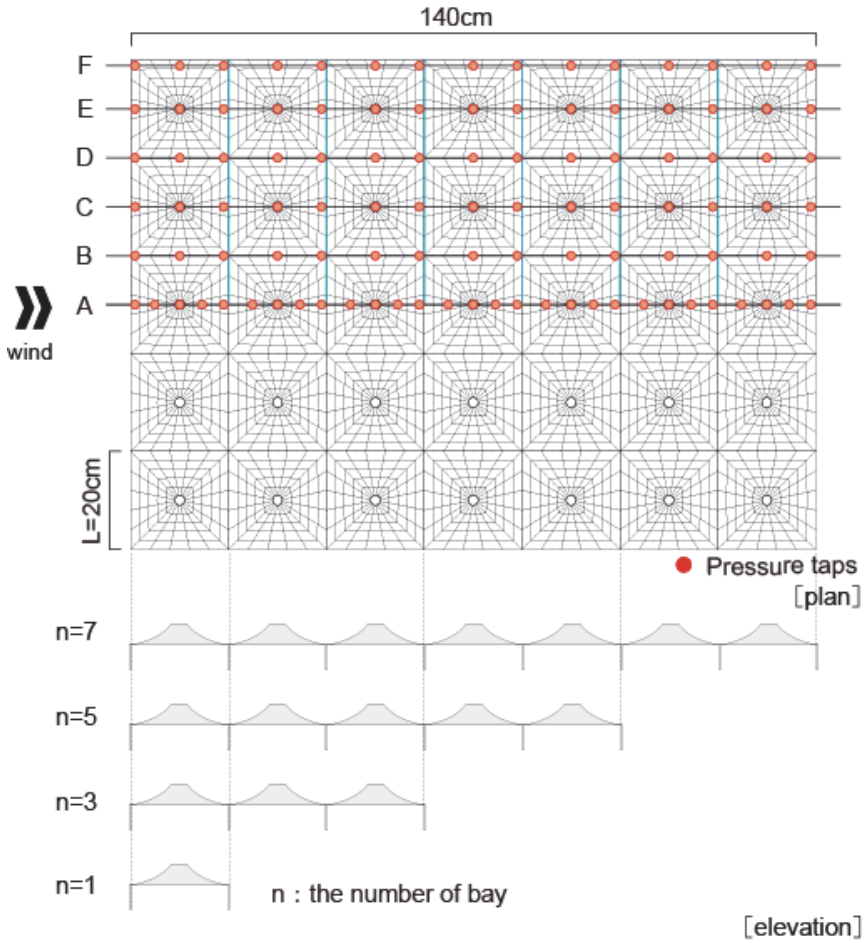 140cm
F
E
D
C
B
A
wind
L=20cm
Pressure taps
[plan]
n=7
n=5
n=3
n=1
n : the number of bay
[elevation]